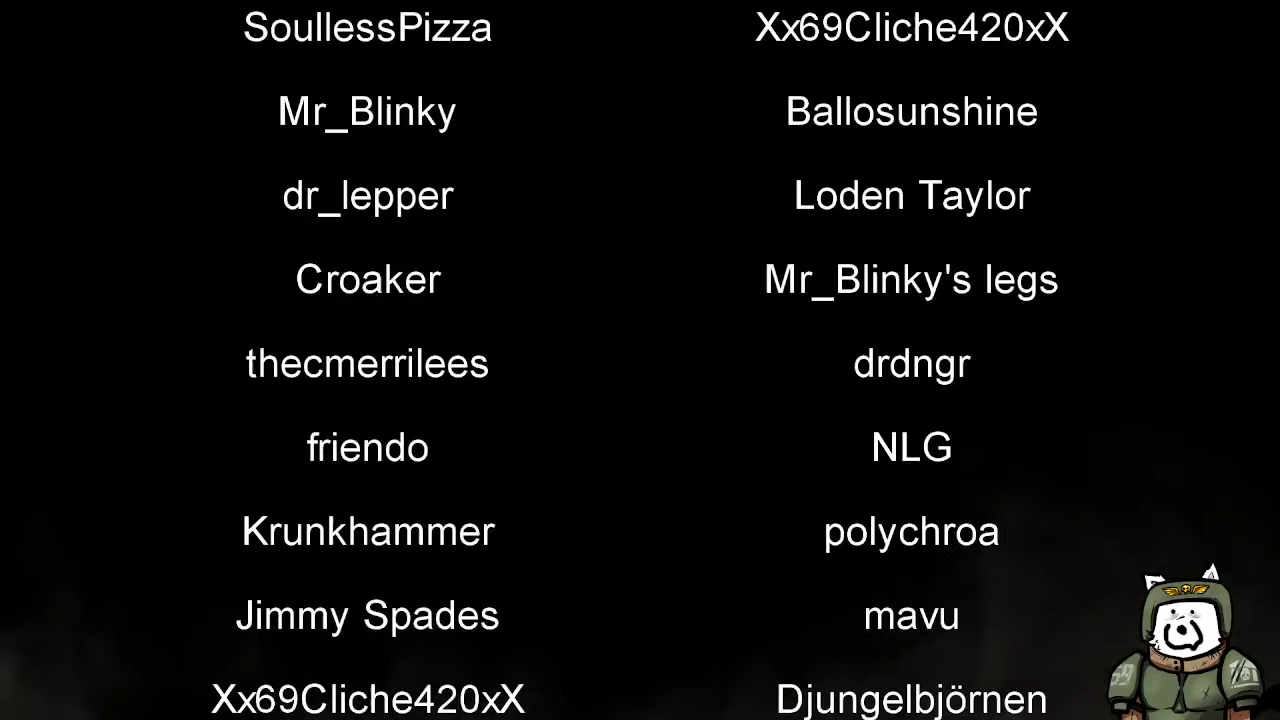 SoullessPizza Xx69Cliche420xX
Mr_Blinky Ballosunshine
dr_lepper Loden Taylor
Croaker Mr_Blinky's legs
thecmerrilees drdngr
friendo NLG
Krunkhammer polychroa
Jimmy Spades mavu
Xx69Cliche420xX Djungelbjörnen